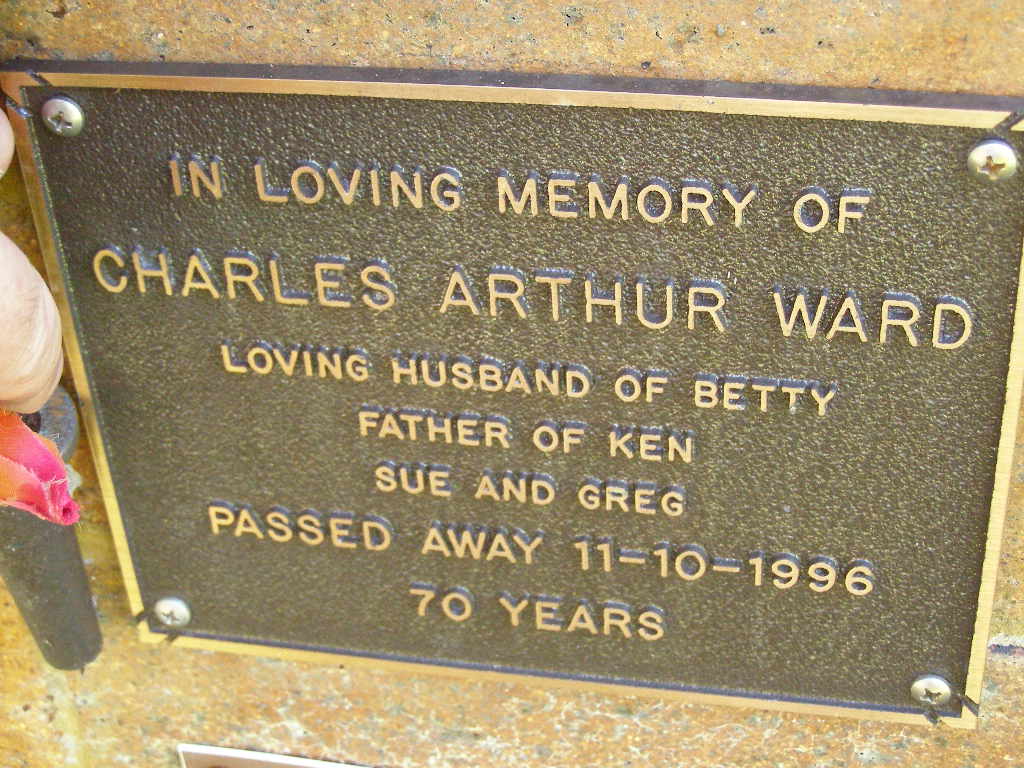 IN LOVING MEMORY OF
CHARLES ARTHUR WARD
LOVING HUSBAND OF BETTY
FATHER OF KEN
SUE AND GREG
PASSED AWAY 11-10-1996
70 YEARS